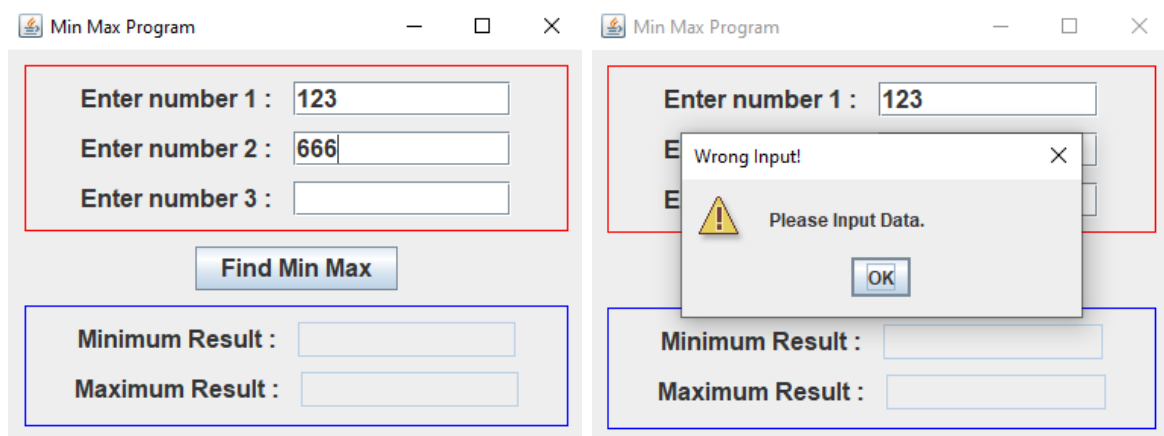 Min Max Program
Enter number 1 : 123
Enter number 2 : 666
Enter number 3 :
Find Min Max
Minimum Result :
Maximum Result :
Min Max Program
Enter number 1 : 123
E
E
Wrong Input!
Please Input Data.
OK
Minimum Result :
Maximum Result :